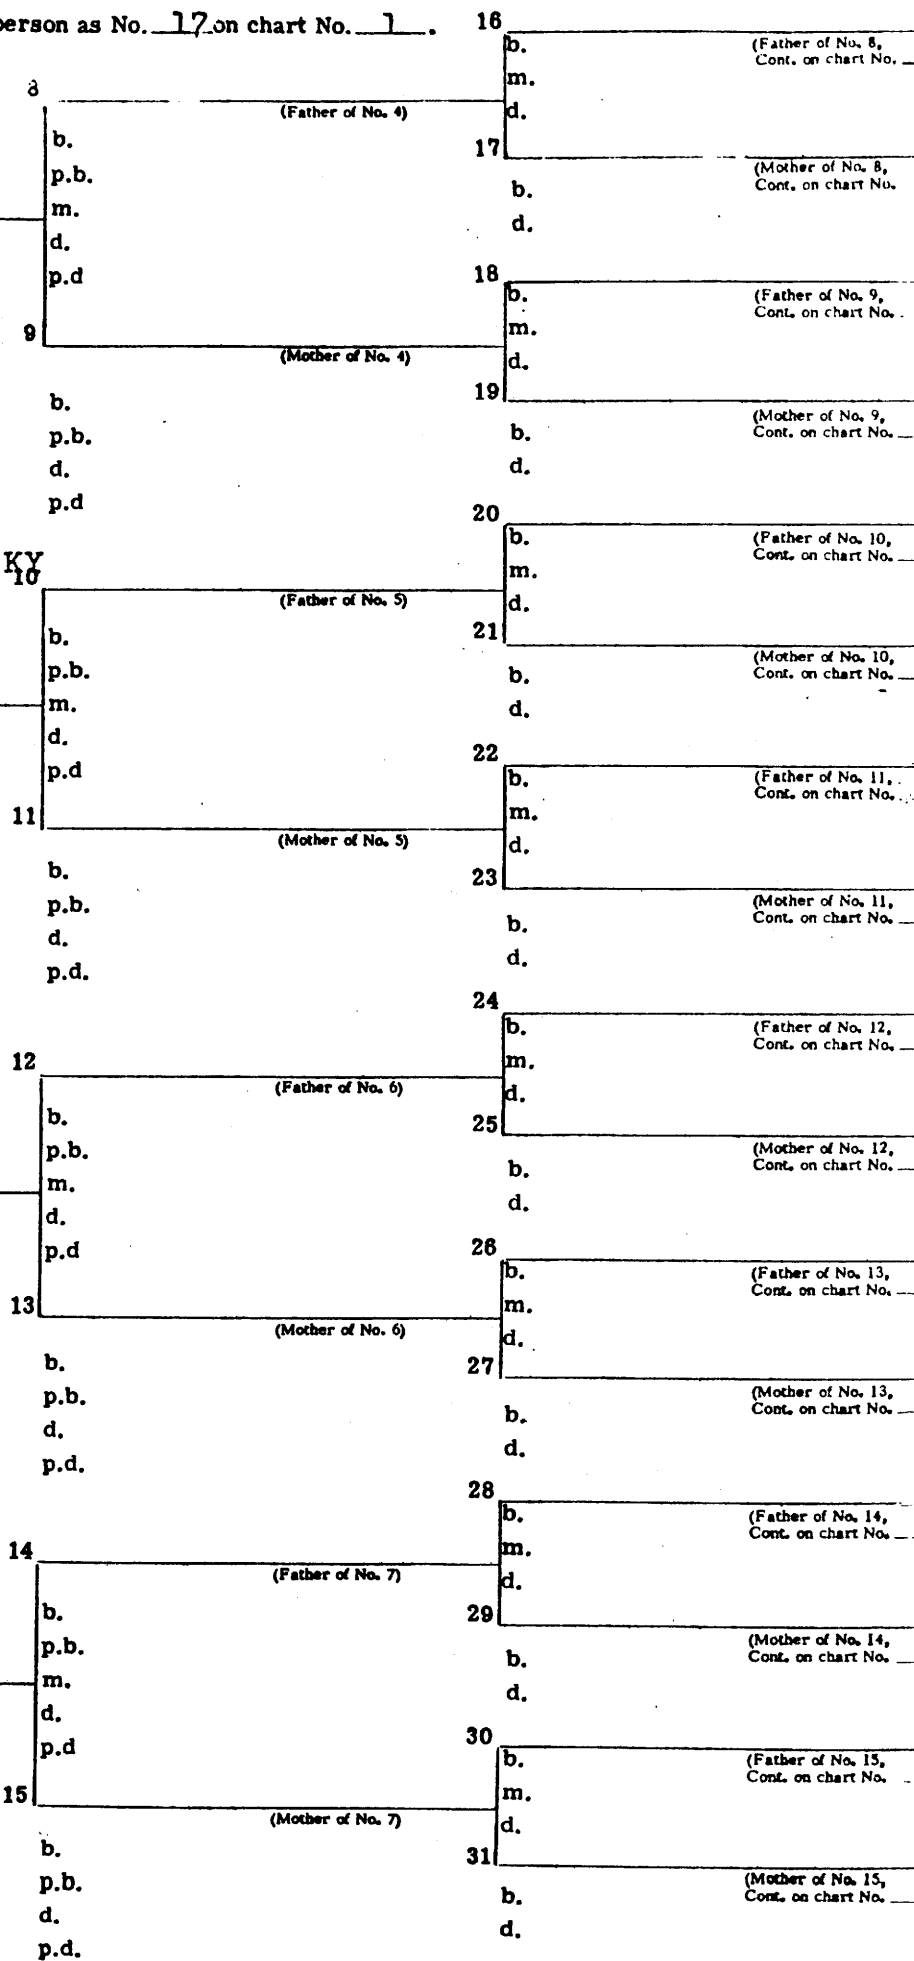 person as No. 17 on chart No. 1.
8
(Father of No. 4)
b.
p.b.
m.
d.
p.d
9
(Mother of No. 4)
b.
p.b.
d.
p.d
KY
10
(Father of No. 5)
b.
p.b.
m.
d.
p.d
11
(Mother of No. 5)
b.
p.b.
d.
p.d.
12
(Father of No. 6)
b.
p.b.
m.
d.
p.d
13
(Mother of No. 6)
b.
p.b.
d.
p.d.
14
(Father of No. 7)
b.
p.b.
m.
d.
p.d
15
(Mother of No. 7)
b.
p.b.
d.
p.d.
16
b.
(Father of No. 8,
Cont. on chart No.
m.
d.
17
(Mother of No. 8,
Cont. on chart No.
b.
d.
18
b.
(Father of No. 9,
Cont. on chart No.
m.
d.
19
(Mother of No. 9,
Cont. on chart No.
b.
d.
20
b.
(Father of No. 10,
Cont. on chart No.
m.
d.
21
(Mother of No. 10,
Cont. on chart No.
b.
d.
22
b.
(Father of No. 11,
Cont. on chart No.
m.
d.
23
(Mother of No. 11,
Cont. on chart No.
b.
d.
24
b.
(Father of No. 12,
Cont. on chart No.
m.
d.
25
(Mother of No. 12,
Cont. on chart No.
b.
d.
26
b.
(Father of No. 13,
Cont. on chart No.
m.
d.
27
(Mother of No. 13,
Cont. on chart No.
b.
d.
28
b.
(Father of No. 14,
Cont. on chart No.
m.
d.
29
(Mother of No. 14,
Cont. on chart No.
b.
d.
30
b.
(Father of No. 15,
Cont. on chart No.
m.
d.
31
(Mother of No. 15,
Cont. on chart No.
b.
d.